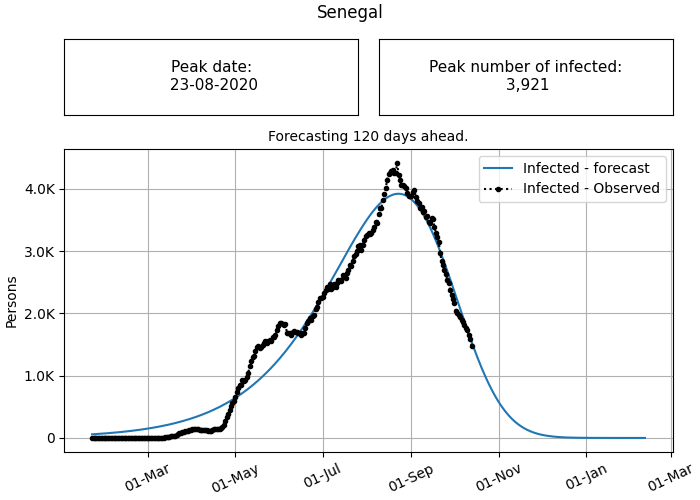 Senegal
Peak date:
23-08-2020
Peak number of infected:
3,921
Forecasting 120 days ahead.
Infected - forecast
Infected - Observed
Persons
4.0K
3.0K
2.0K
1.0K
0
01-Mar
01-May
01-Jul
01-Sep
01-Nov
01-Jan
01-Mar